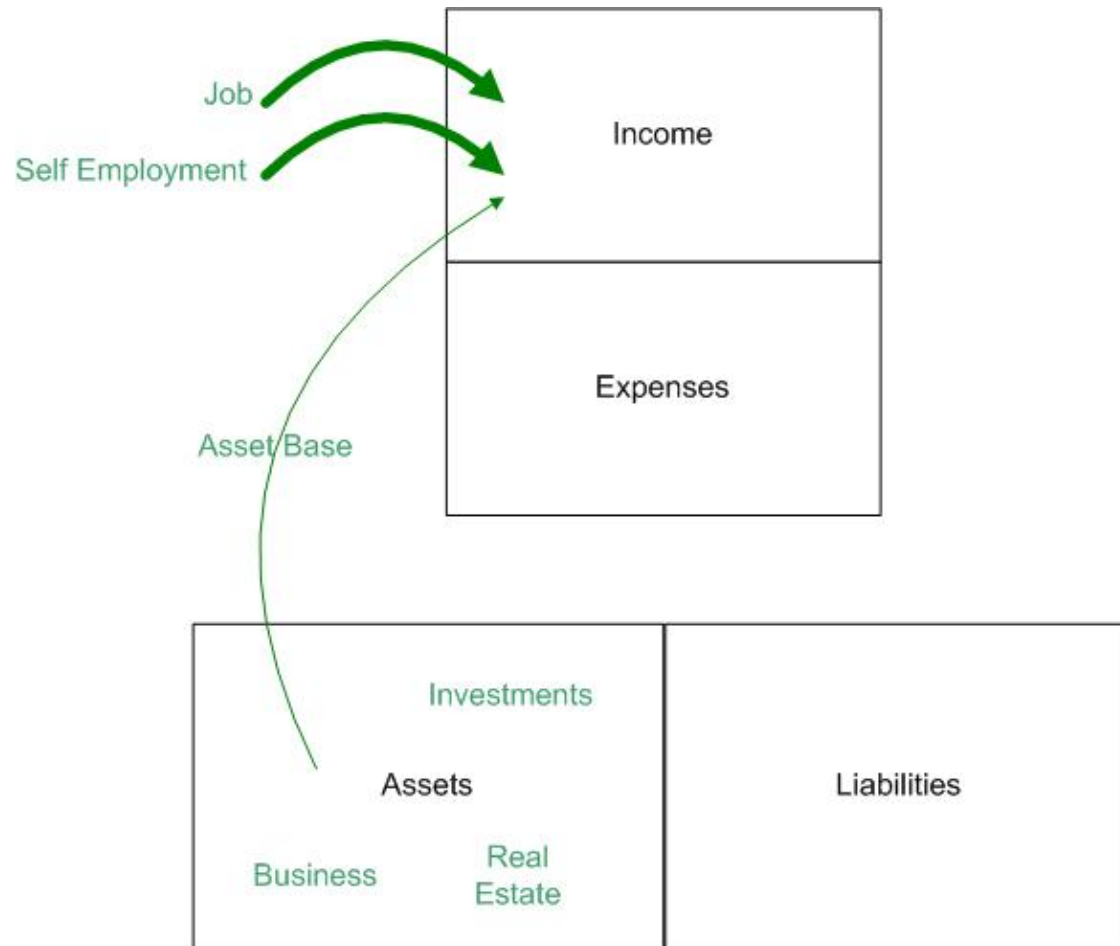 Job
Income
Self Employment
Expenses
Asset Base
Investments
Assets
Liabilities
Business
Real
Estate